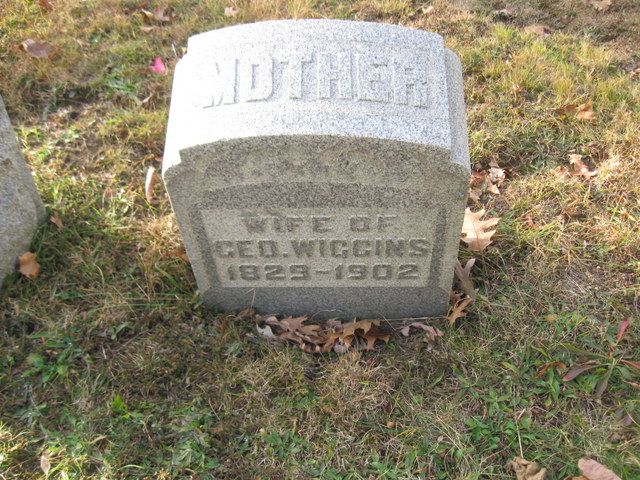 MOTHER
WIFE OF
GEO. WIGGINS
1829-1902